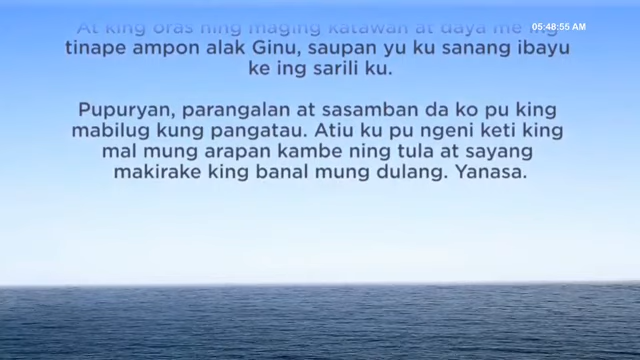 05:48:55 AM
At king oras ning maging katawan at daya me ing
tinape ampon alak Ginu, saupan yu ku sanang ibayu
ke ing sarili ku.
Pupuryan, parangalan at sasamban da ko pu king
mabilug kung pangatau. Atiu ku pu ngeni keti king
mal mung arapan kambe ning tula at sayang
makirake king banal mung dulang. Yanasa.